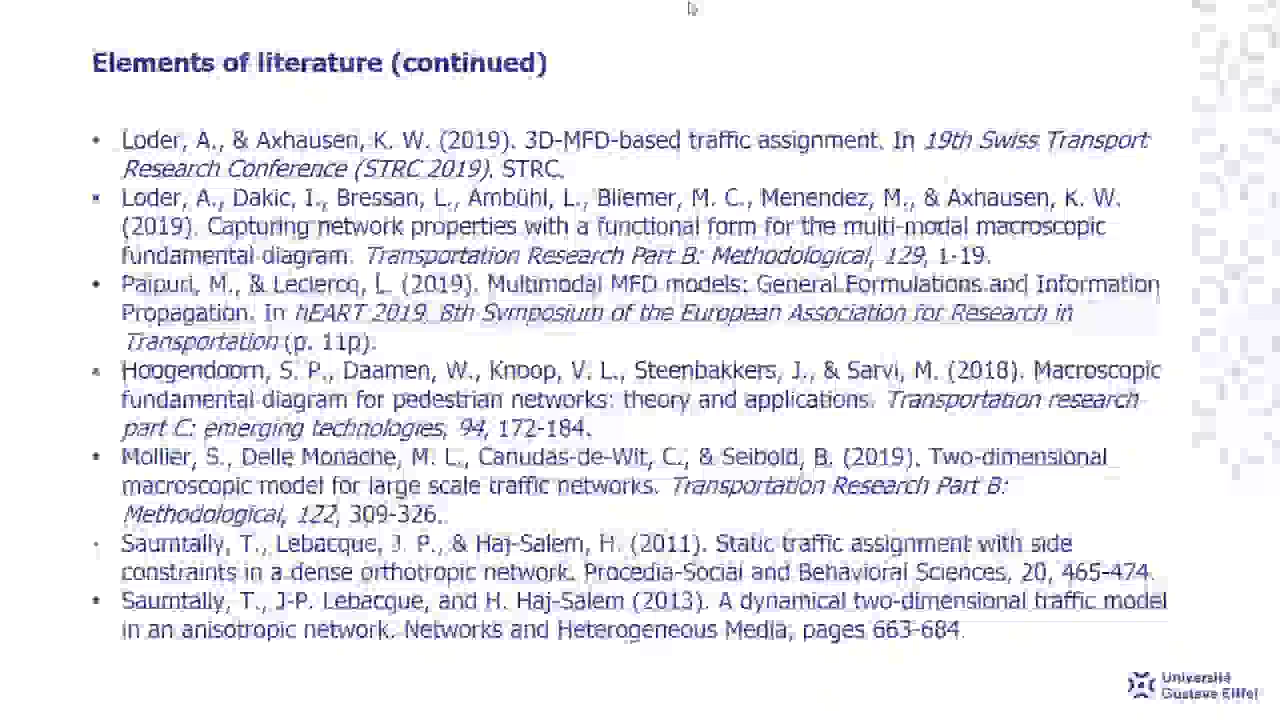 Elements of literature (continued)
• Loder, A., & Axhausen, K. W. (2019). 3D-MFD-based traffic assignment. In 19th Swiss Transport
Research Conference (STRC 2019). STRC.
• Loder, A., Dakic, I., Bressan, L., Ambühl, L., Bliemer, M. C., Menendez, M., & Axhausen, K. W.
(2019). Capturing network properties with a functional form for the multi-modal macroscopic
fundamental diagram. Transportation Research Part B: Methodological, 129, 1-19.
• Paipuri, M., & Leclercq, L. (2019). Multimodal MFD models: General Formulations and Information
Propagation. In hEART 2019, 8th Symposium of the European Association for Research in
Transportation (p. 11p).
• Hoogendoorn, S. P., Daamen, W., Knoop, V. L., Steenbakkers, J., & Sarvi, M. (2018). Macroscopic
fundamental diagram for pedestrian networks: theory and applications. Transportation research
part C: emerging technologies, 94, 172-184.
• Mollier, S., Delle Monache, M. L., Canudas-de-Wit, C., & Seibold, B. (2019). Two-dimensional
macroscopic model for large scale traffic networks. Transportation Research Part B:
Methodological, 122, 309-326.
• Saumtally, T., Lebacque, J. P., & Haj-Salem, H. (2011). Static traffic assignment with side
constraints in a dense orthotropic network. Procedia-Social and Behavioral Sciences, 20, 465-474.
• Saumtally, T., J-P. Lebacque, and H. Haj-Salem (2013). A dynamical two-dimensional traffic model
in an anisotropic network. Networks and Heterogeneous Media, pages 663-684.
Université
Gustave Eiffel